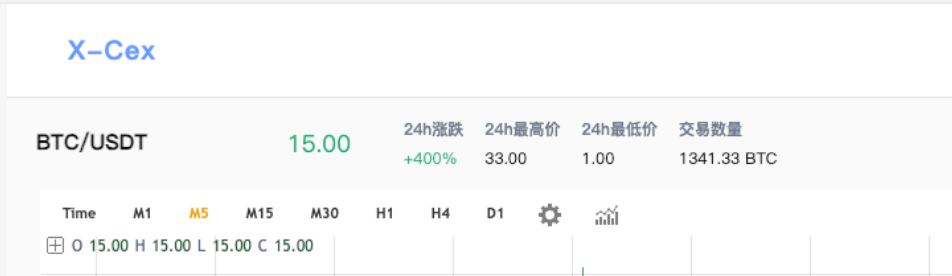 X-Cex
BTC/USDT 15.00
24h涨跌 24h最高价 24h最低价 交易数量
+400% 33.00 1.00 1341.33 BTC
Time M1 M5 M15 M30 H1 H4 D1
O 15.00 H 15.00 L 15.00 C 15.00